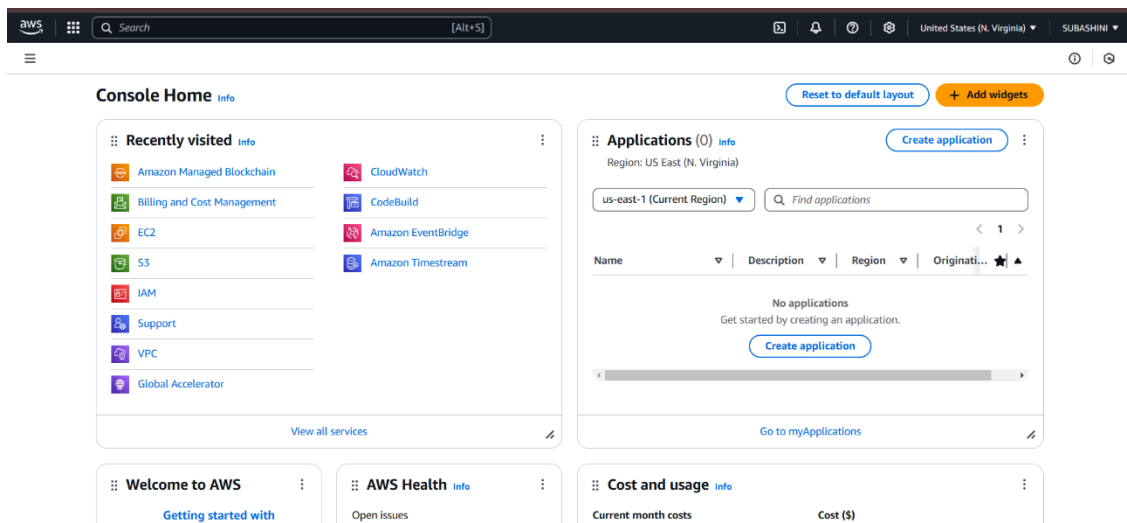 aws
Search [Alt+S]
United States (N. Virginia)
SUBASHINI
Console Home Info
Reset to default layout
+ Add widgets
Recently visited Info
Amazon Managed Blockchain
Billing and Cost Management
EC2
S3
IAM
Support
VPC
Global Accelerator
CloudWatch
CodeBuild
Amazon EventBridge
Amazon Timestream
View all services
Applications (0) Info
Create application
Region: US East (N. Virginia)
us-east-1 (Current Region)
Find applications
< 1 >
Name Description Region Originati...
No applications
Get started by creating an application.
Create application
Go to myApplications
Welcome to AWS
Getting started with
AWS Health Info
Open issues
Cost and usage Info
Current month costs Cost ($)